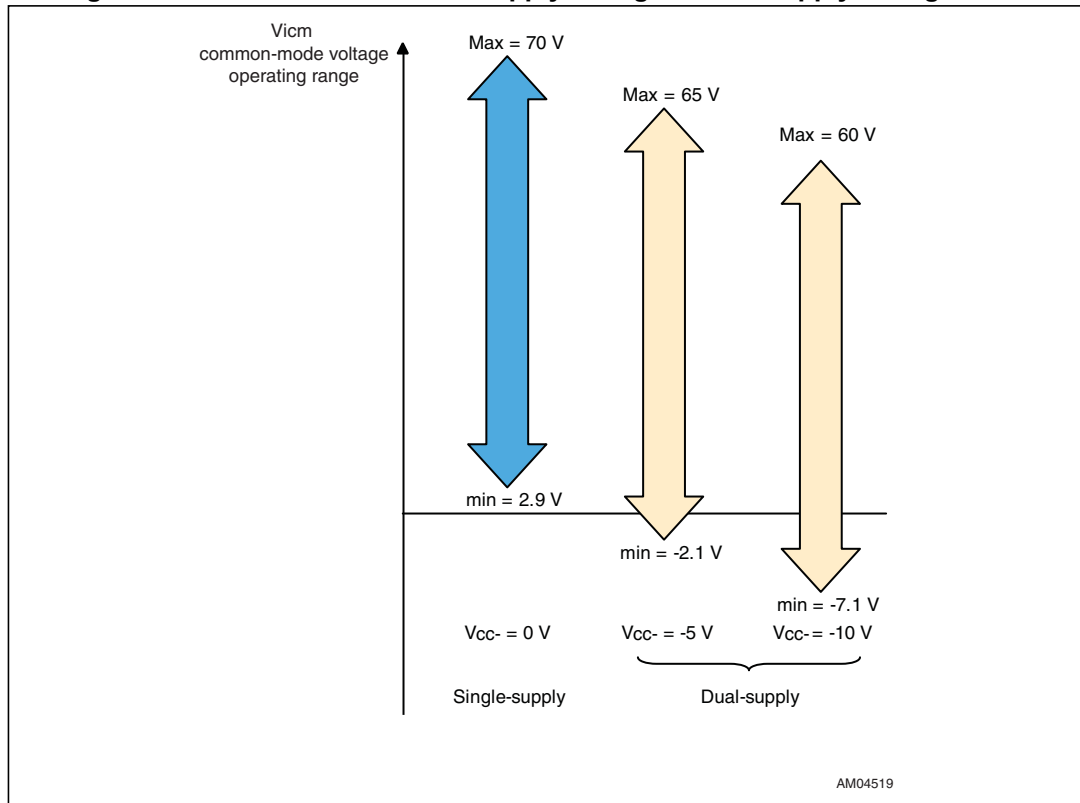 Vicm
common-mode voltage
operating range
Max = 70 V
Max = 65 V
Max = 60 V
min = 2.9 V
min = -2.1 V
min = -7.1 V
Vcc- = 0 V
Vcc- = -5 V
Vcc- = -10 V
Single-supply
Dual-supply
AM04519